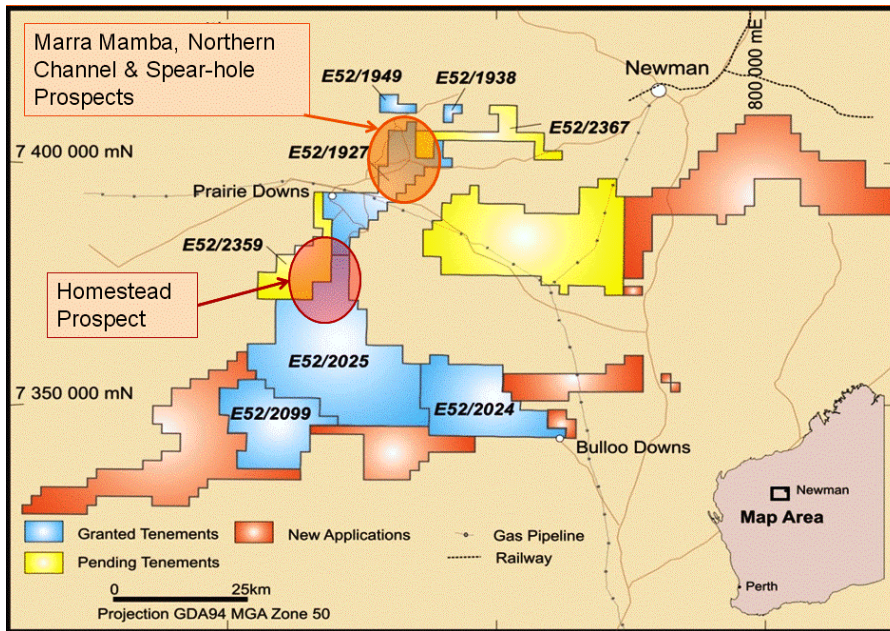 Marra Mamba, Northern
Channel & Spear-hole
Prospects
E52/1949
E52/1938
Newman
800 000 mE
E52/2367
E52/1927
7 400 000 mN
Prairie Downs
E52/2359
Homestead
Prospect
E52/2025
7 350 000 mN
E52/2099
E52/2024
Bulloo Downs
Newman
Map Area
Perth
Granted Tenements
New Applications
Gas Pipeline
Pending Tenements
Railway
0 25km
Projection GDA94 MGA Zone 50